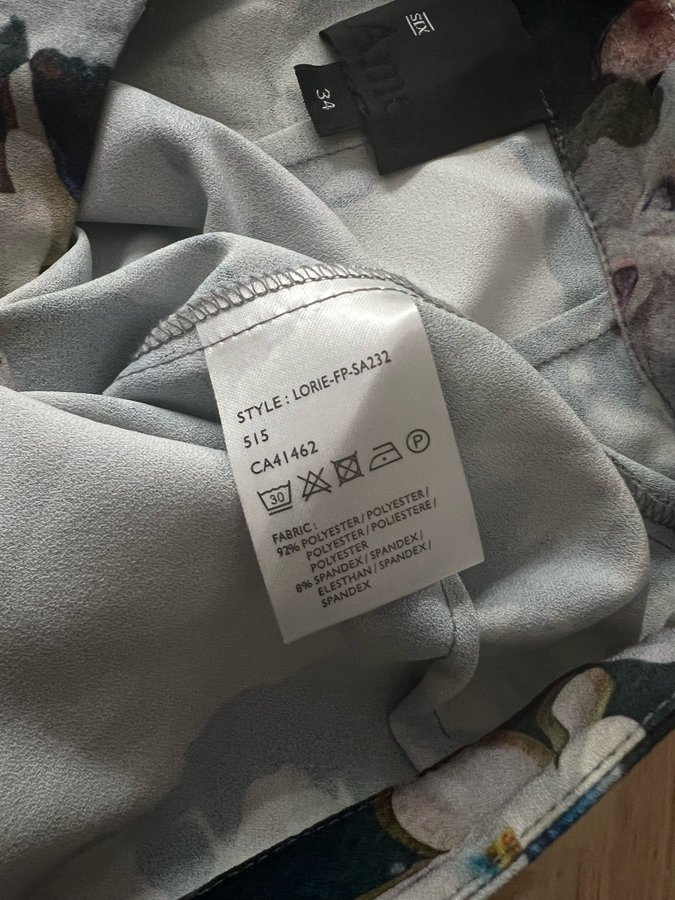 SIX
34
STYLE : LORIE-FP-SA232
515
CA41462
30
P
FABRIC :
92% POLYESTER / POLYESTER /
POLYESTER / POLIESTERE /
POLYESTER
8% SPANDEX / SPANDEX /
ELESTHAN / SPANDEX /
SPANDEX